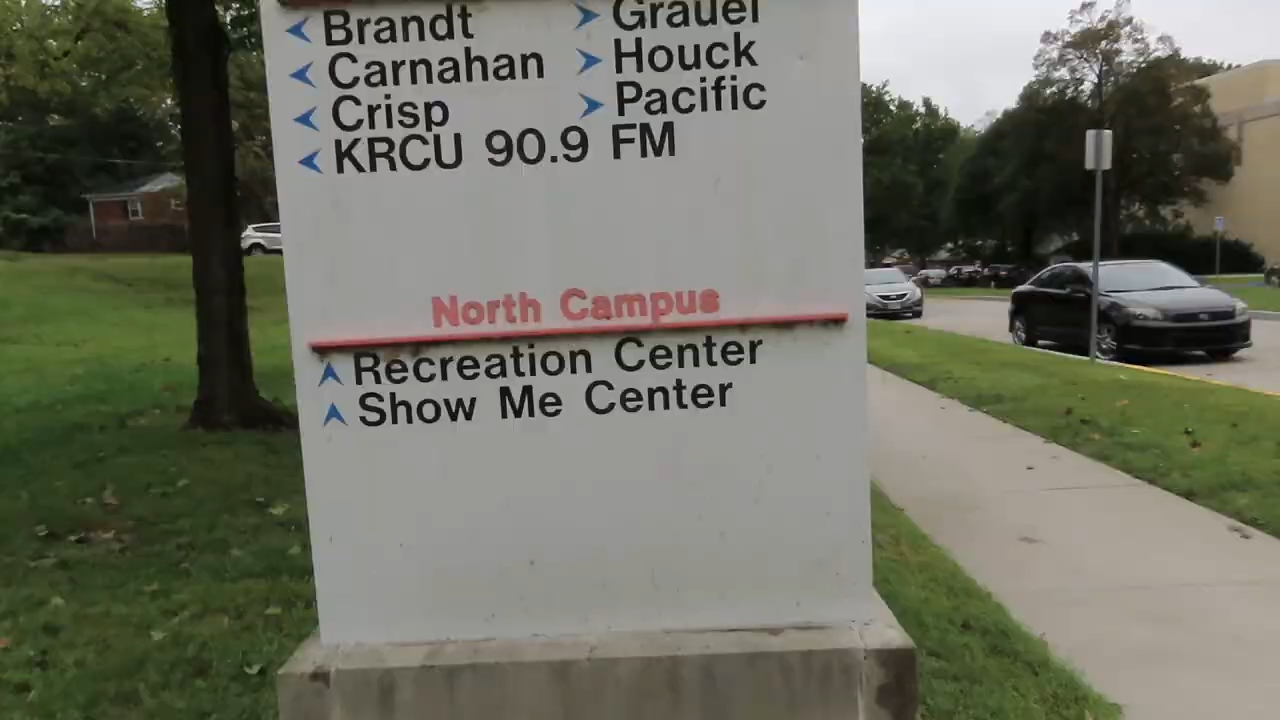 Brandt
Carnahan
Crisp
KRCU 90.9 FM
Grauel
Houck
Pacific
North Campus
Recreation Center
Show Me Center